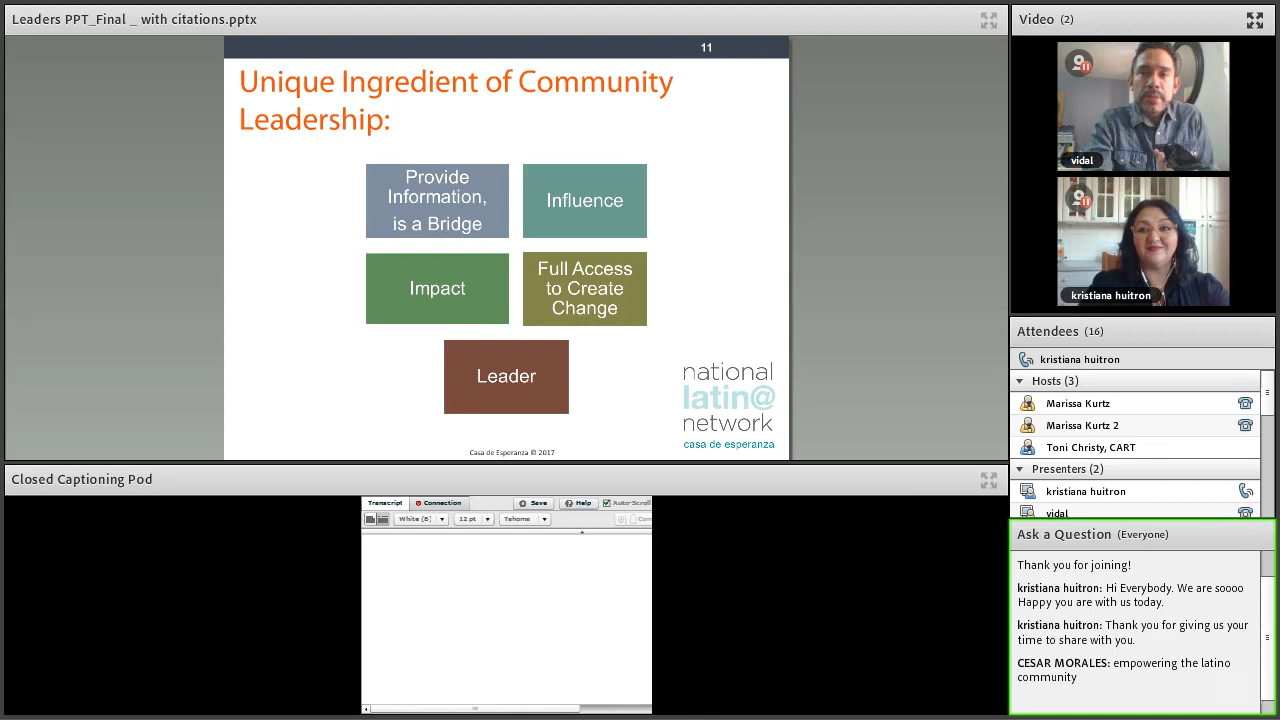 Leaders PPT_Final _ with citations.pptx
11
Unique Ingredient of Community
Leadership:
Provide
Information,
is a Bridge
Influence
Impact
Full Access
to Create
Change
Leader
national
latin@
network
casa de esperanza
Casa de Esperanza © 2017
Closed Captioning Pod
Transcript
Connection
Save
Help
Auto-Scroll
White (6)
12 pt
Tahoma
Com
Video (2)
vidal
kristiana huitron
Attendees (16)
kristiana huitron
Hosts (3)
Marissa Kurtz
Marissa Kurtz 2
Toni Christy, CART
Presenters (2)
kristiana huitron
vidal
Ask a Question (Everyone)
Thank you for joining!
kristiana huitron: Hi Everybody. We are soooo
Happy you are with us today.
kristiana huitron: Thank you for giving us your
time to share with you.
CESAR MORALES: empowering the latino
community